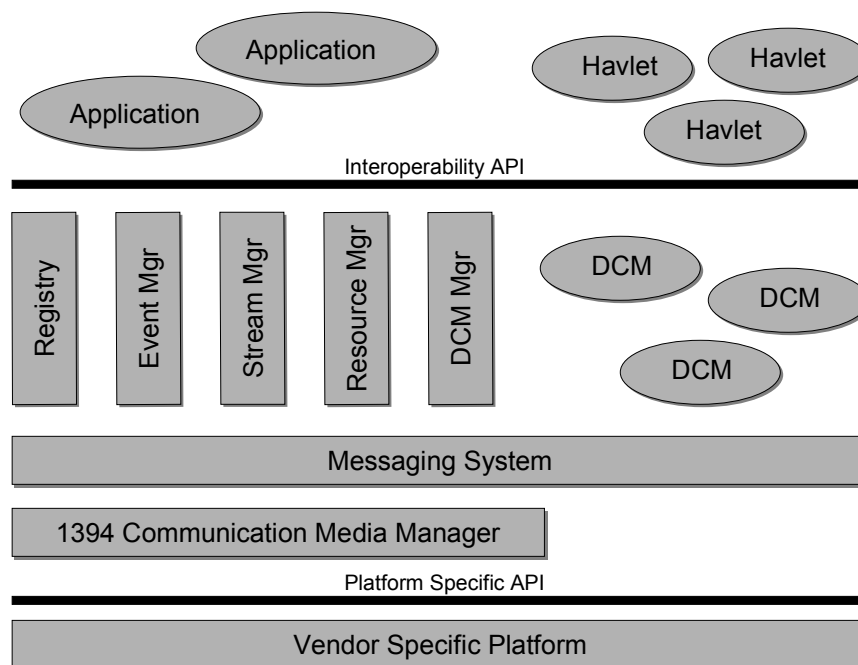 Application
Application
Havlet
Havlet
Havlet
Interoperability API
Registry
Event Mgr
Stream Mgr
Resource Mgr
DCM Mgr
DCM
DCM
DCM
Messaging System
1394 Communication Media Manager
Platform Specific API
Vendor Specific Platform